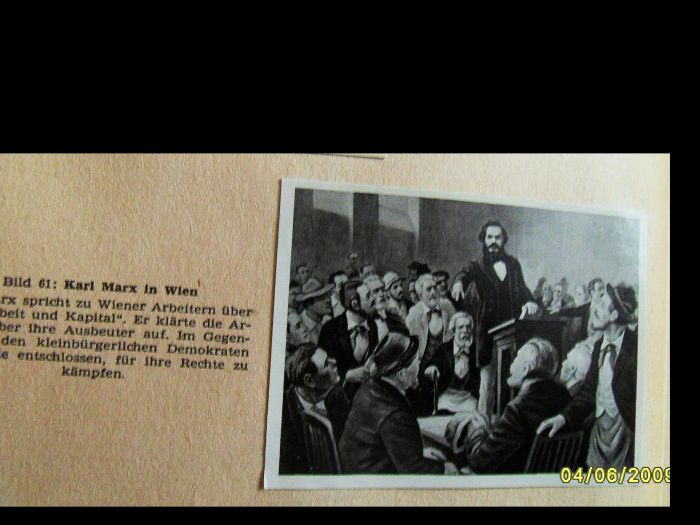 Bild 61: Karl Marx in Wien
rx spricht zu Wiener Arbeitern über
beit und Kapital“. Er klärte die Ar-
ber ihre Ausbeuter auf. Im Gegen-
den kleinbürgerlichen Demokraten
e entschlossen, für ihre Rechte zu
kämpfen.
04/06/2009